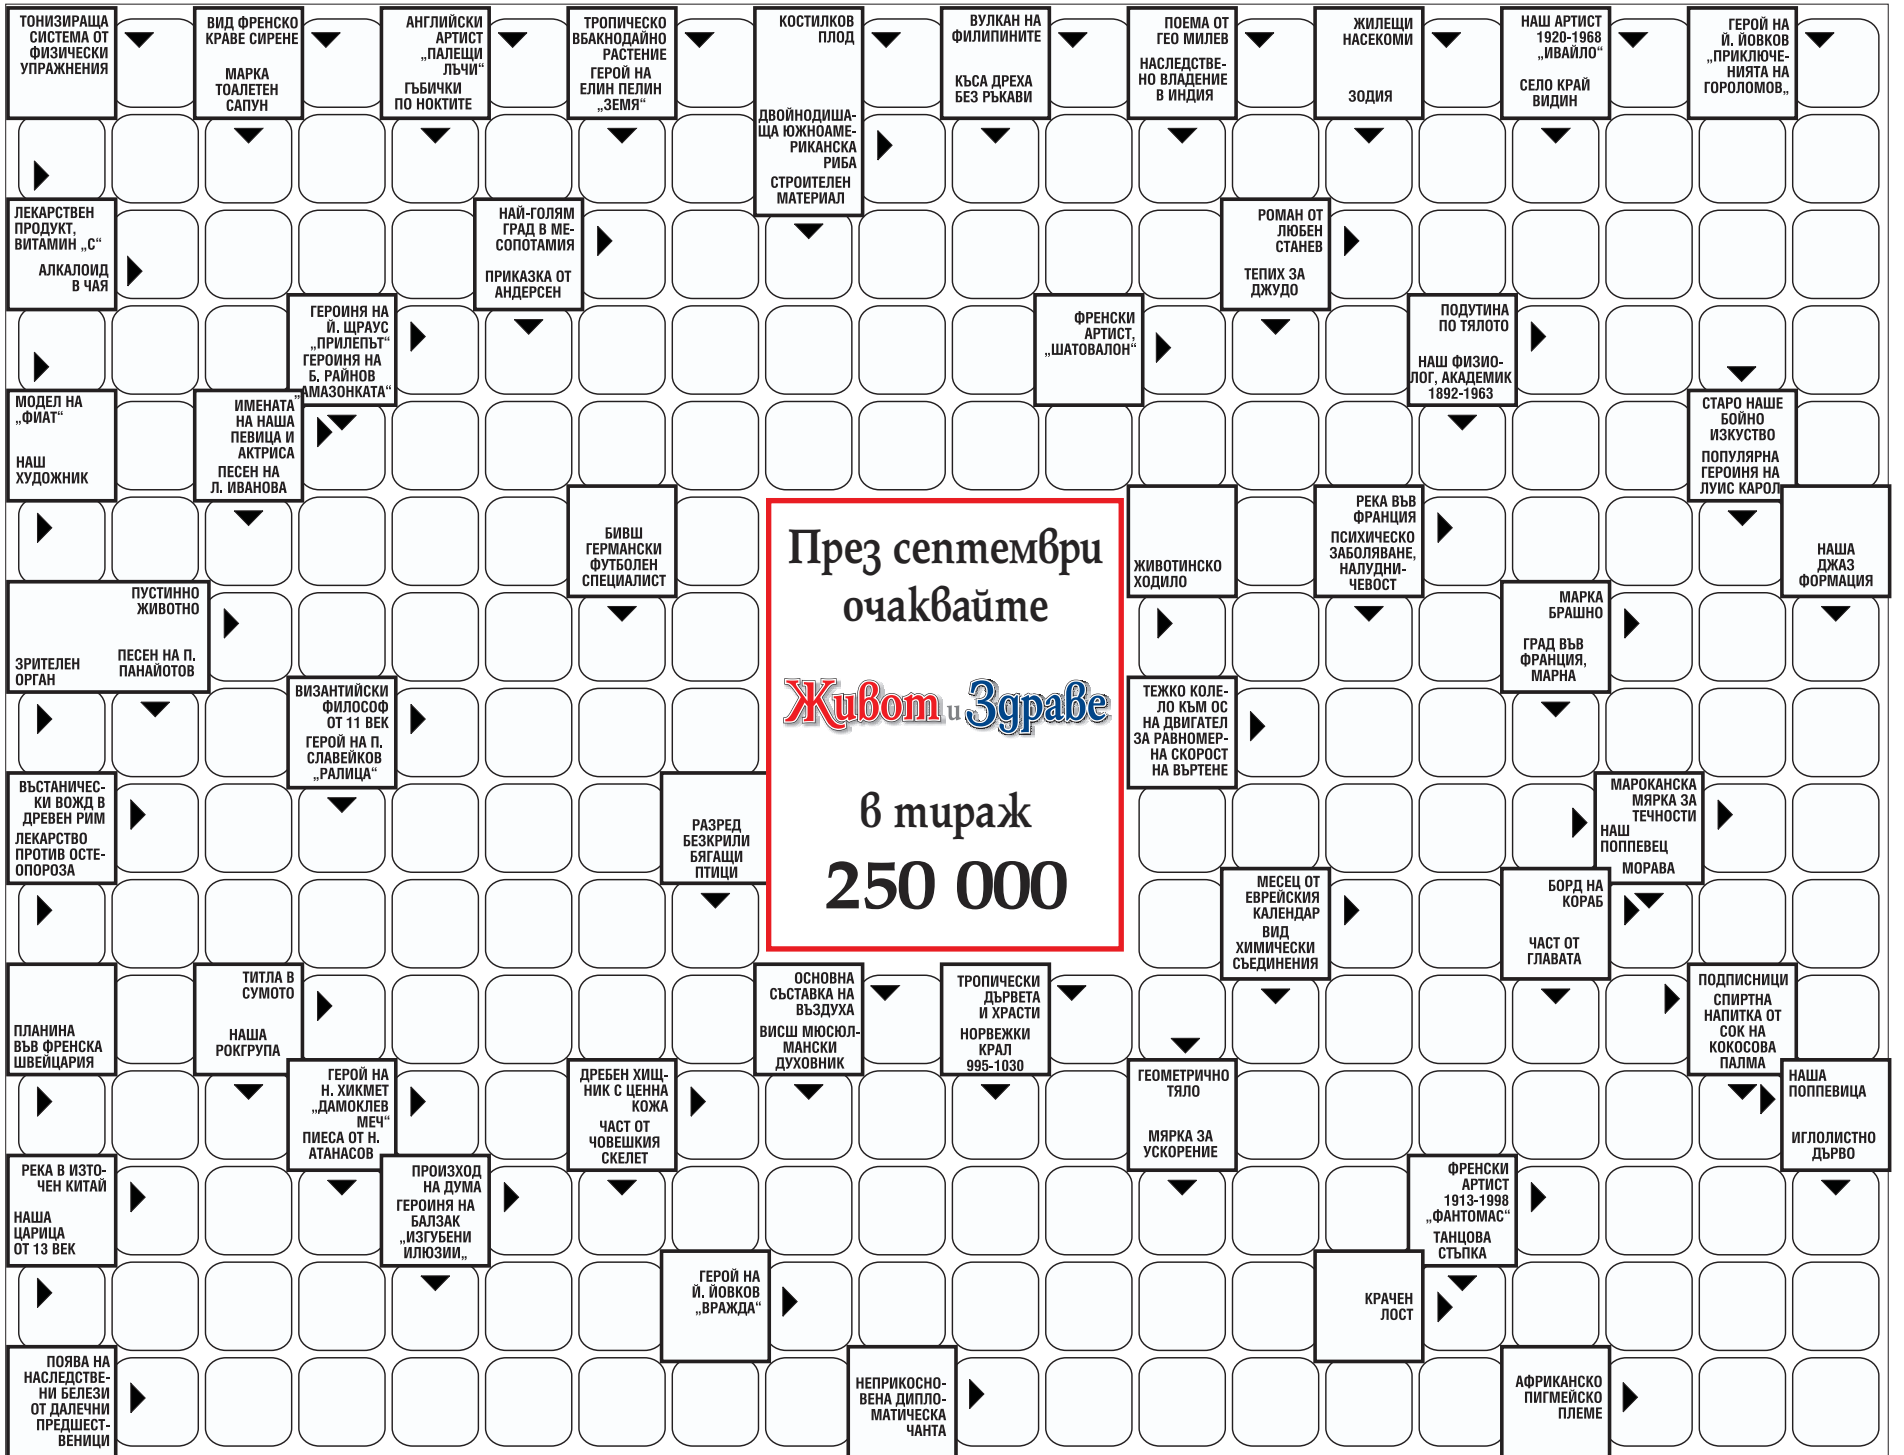 ТОНИЗИРАЩА
СИСТЕМА ОТ
ФИЗИЧЕСКИ
УПРАЖНЕНИЯ
ВИД ФРЕНСКО
КРАВЕ СИРЕНЕ
МАРКА
ТОАЛЕТЕН
САПУН
АНГЛИЙСКИ
АРТИСТ
„ПАЛЕЩИ
ЛЪЧИ“
ГЪБИЧКИ
ПО НОКТИТЕ
ТРОПИЧЕСКО
ВБАКНОДАЙНО
РАСТЕНИЕ
ГЕРОЙ НА
ЕЛИН ПЕЛИН
„ЗЕМЯ“
КОСТИЛКОВ
ПЛОД
ДВОЙНОДИША-
ЩА ЮЖНОАМЕ-
РИКАНСКА
РИБА
СТРОИТЕЛЕН
МАТЕРИАЛ
ВУЛКАН НА
ФИЛИПИНИТЕ
КЪСА ДРЕХА
БЕЗ РЪКАВИ
ПОЕМА ОТ
ГЕО МИЛЕВ
НАСЛЕДСТВЕ-
НО ВЛАДЕНИЕ
В ИНДИЯ
ЖИЛЕЩИ
НАСЕКОМИ
ЗОДИЯ
НАШ АРТИСТ
1920-1968
„ИВАЙЛО“
СЕЛО КРАЙ
ВИДИН
ГЕРОЙ НА
Й. ЙОВКОВ
„ПРИКЛЮЧЕ-
НИЯТА НА
ГОРОЛОМОВ„
ЛЕКАРСТВЕН
ПРОДУКТ,
ВИТАМИН „С“
АЛКАЛОИД
В ЧАЯ
НАЙ-ГОЛЯМ
ГРАД В МЕ-
СОПОТАМИЯ
ПРИКАЗКА ОТ
АНДЕРСЕН
РОМАН ОТ
ЛЮБЕН
СТАНЕВ
ТЕПИХ ЗА
ДЖУДО
ГЕРОИНЯ НА
Й. ЩРАУС
„ПРИЛЕПЪТ“
ГЕРОИНЯ НА
Б. РАЙНОВ
„АМАЗОНКАТА“
ФРЕНСКИ
АРТИСТ,
„ШАТОВАЛОН“
ПОДУТИНА
ПО ТЯЛОТО
НАШ ФИЗИО-
ЛОГ, АКАДЕМИК
1892-1963
МОДЕЛ НА
„ФИАТ“
НАШ
ХУДОЖНИК
ИМЕНАТА
НА НАША
ПЕВИЦА И
АКТРИСА
ПЕСЕН НА
Л. ИВАНОВА
СТАРО НАШЕ
БОЙНО
ИЗКУСТВО
ПОПУЛЯРНА
ГЕРОИНЯ НА
ЛУИС КАРОЛ
БИВШ
ГЕРМАНСКИ
ФУТБОЛЕН
СПЕЦИАЛИСТ
През септември
очаквайте
Живот и Здраве
в тираж
250 000
ЖИВОТИНСКО
ХОДИЛО
РЕКА ВЪВ
ФРАНЦИЯ
ПСИХИЧЕСКО
ЗАБОЛЯВАНЕ,
НАЛУДНИ-
ЧЕВОСТ
НАША
ДЖАЗ
ФОРМАЦИЯ
ПУСТИННО
ЖИВОТНО
ЗРИТЕЛЕН
ОРГАН
ПЕСЕН НА П.
ПАНАЙОТОВ
МАРКА
БРАШНО
ГРАД ВЪВ
ФРАНЦИЯ,
МАРНА
ВИЗАНТИЙСКИ
ФИЛОСОФ
ОТ 11 ВЕК
ГЕРОЙ НА П.
СЛАВЕЙКОВ
„РАЛИЦА“
ТЕЖКО КОЛЕ-
ЛО КЪМ ОС
НА ДВИГАТЕЛ
ЗА РАВНОМЕР-
НА СКОРОСТ
НА ВЪРТЕНЕ
ВЪСТАНИЧЕС-
КИ ВОЖД В
ДРЕВЕН РИМ
ЛЕКАРСТВО
ПРОТИВ ОСТЕ-
ОПОРОЗА
РАЗРЕД
БЕЗКРИЛИ
БЯГАЩИ
ПТИЦИ
МАРОКАНСКА
МЯРКА ЗА
ТЕЧНОСТИ
НАШ
ПОППЕВЕЦ
МОРАВА
МЕСЕЦ ОТ
ЕВРЕЙСКИЯ
КАЛЕНДАР
ВИД
ХИМИЧЕСКИ
СЪЕДИНЕНИЯ
БОРД НА
КОРАБ
ЧАСТ ОТ
ГЛАВАТА
ПЛАНИНА
ВЪВ ФРЕНСКА
ШВЕЙЦАРИЯ
ТИТЛА В
СУМОТО
НАША
РОКГРУПА
ОСНОВНА
СЪСТАВКА НА
ВЪЗДУХА
ВИСШ МЮСЮЛ-
МАНСКИ
ДУХОВНИК
ТРОПИЧЕСКИ
ДЪРВЕТА
И ХРАСТИ
НОРВЕЖКИ
КРАЛ
995-1030
ПОДПИСНИЦИ
СПИРТНА
НАПИТКА ОТ
СОК НА
КОКОСОВА
ПАЛМА
ГЕРОЙ НА
Н. ХИКМЕТ
„ДАМОКЛЕВ
МЕЧ“
ПИЕСА ОТ Н.
АТАНАСОВ
ДРЕБЕН ХИЩ-
НИК С ЦЕННА
КОЖА
ЧАСТ ОТ
ЧОВЕШКИЯ
СКЕЛЕТ
ГЕОМЕТРИЧНО
ТЯЛО
МЯРКА ЗА
УСКОРЕНИЕ
НАША
ПОППЕВИЦА
ИГЛОЛИСТНО
ДЪРВО
РЕКА В ИЗТО-
ЧЕН КИТАЙ
НАША
ЦАРИЦА
ОТ 13 ВЕК
ПРОИЗХОД
НА ДУМА
ГЕРОИНЯ НА
БАЛЗАК
„ИЗГУБЕНИ
ИЛЮЗИИ„
ФРЕНСКИ
АРТИСТ
1913-1998
„ФАНТОМАС“
ТАНЦОВА
СТЪПКА
ГЕРОЙ НА
Й. ЙОВКОВ
„ВРАЖДА“
КРАЧЕН
ЛОСТ
ПОЯВА НА
НАСЛЕДСТВЕ-
НИ БЕЛЕЗИ
ОТ ДАЛЕЧНИ
ПРЕДШЕСТ-
ВЕНИЦИ
НЕПРИКОСНО-
ВЕНА ДИПЛО-
МАТИЧЕСКА
ЧАНТА
АФРИКАНСКО
ПИГМЕЙСКО
ПЛЕМЕ